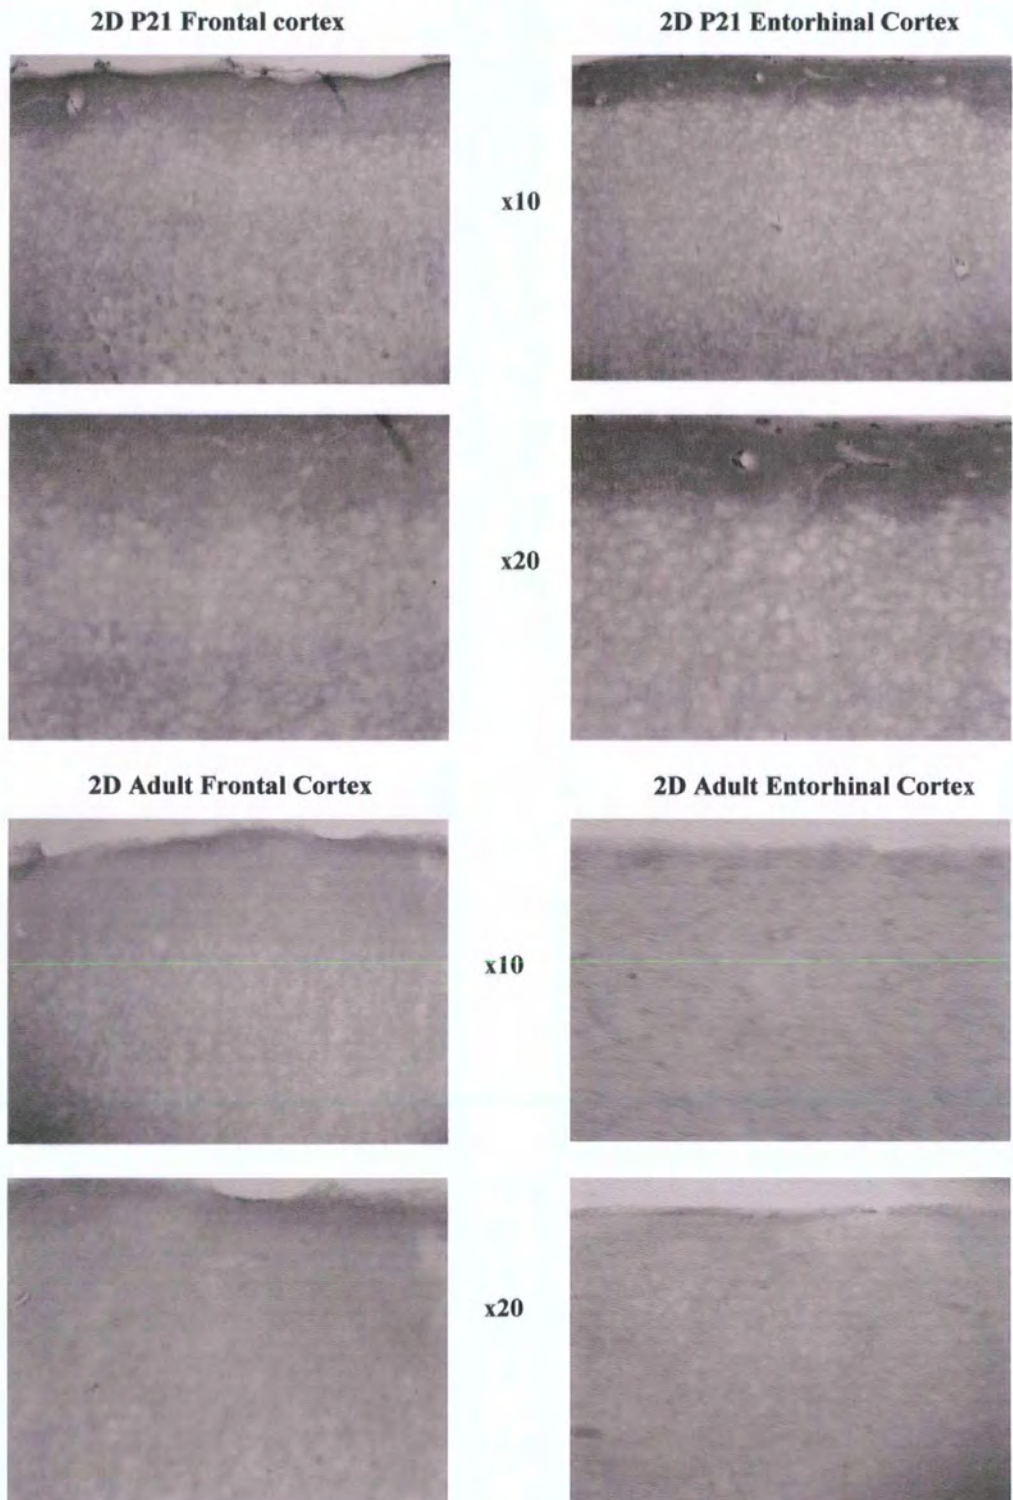 2D P21 Frontal cortex
2D P21 Entorhinal Cortex
x10
x20
2D Adult Frontal Cortex
2D Adult Entorhinal Cortex
x10
x20